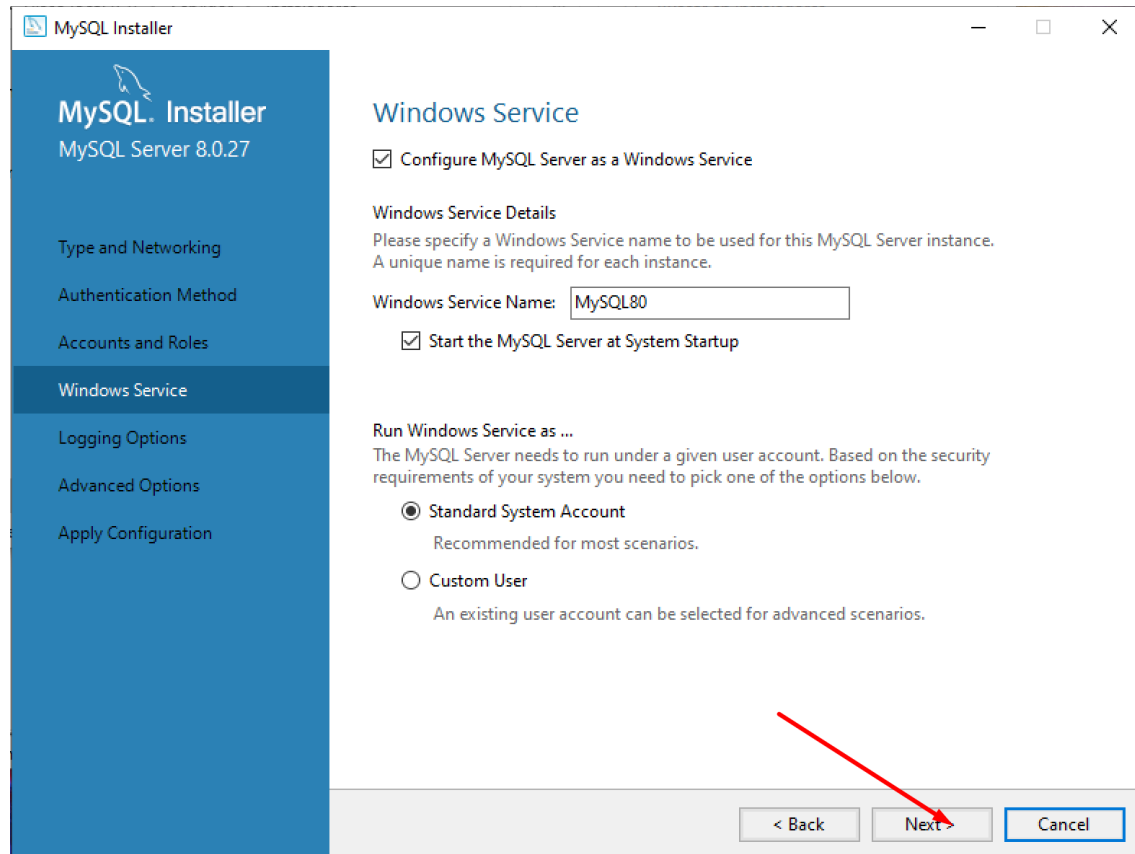 MySQL Installer
MySQL. Installer
MySQL Server 8.0.27
Type and Networking
Authentication Method
Accounts and Roles
Windows Service
Logging Options
Advanced Options
Apply Configuration
Windows Service
Configure MySQL Server as a Windows Service
Windows Service Details
Please specify a Windows Service name to be used for this MySQL Server instance.
A unique name is required for each instance.
Windows Service Name: MySQL80
Start the MySQL Server at System Startup
Run Windows Service as ...
The MySQL Server needs to run under a given user account. Based on the security
requirements of your system you need to pick one of the options below.
Standard System Account
Recommended for most scenarios.
Custom User
An existing user account can be selected for advanced scenarios.
< Back Next > Cancel